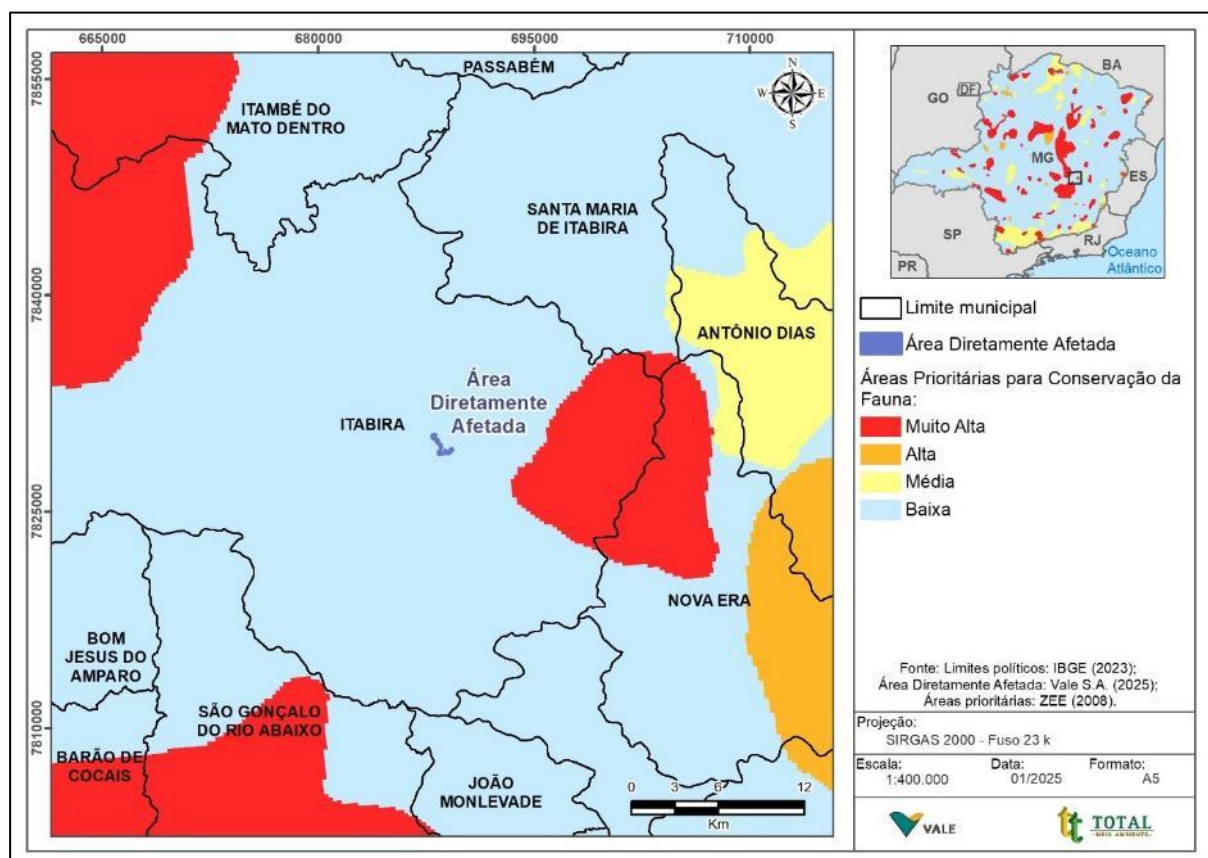 665000
680000
695000
710000
7855000
7840000
7825000
7810000
PASSABÉM
ITAMBÉ DO
MATO DENTRO
SANTA MARIA
DE ITABIRA
ANTÔNIO DIAS
ITABIRA
Área
Diretamente
Afetada
NOVA ERA
BOM
JESUS DO
AMPARO
SÃO GONÇALO
DO RIO ABAIXO
BARÃO DE
COCAIS
JOÃO
MONLEVADE
N
W E
S
0 3 6 12
Km
BA
GO
DF
MG
ES
SP
RJ
PR
Oceano
Atlântico
Limite municipal
Área Diretamente Afetada
Áreas Prioritárias para Conservação da
Fauna:
Muito Alta
Alta
Média
Baixa
Fonte: Limites políticos: IBGE (2023);
Área Diretamente Afetada: Vale S.A. (2025);
Áreas prioritárias: ZEE (2008).
Projeção:
SIRGAS 2000 - Fuso 23 k
Escala: Data: Formato:
1:400.000 01/2025 A5
VALE
tt TOTAL
MEIO AMBIENTE